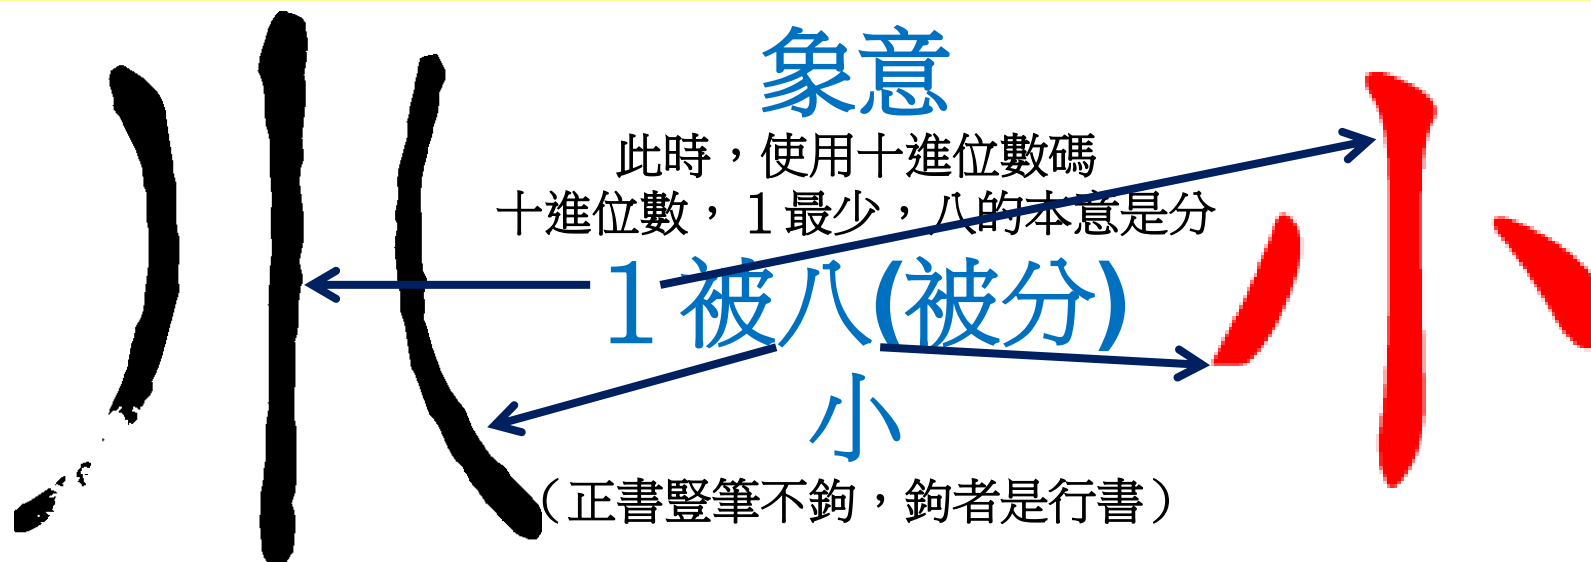 象意
此時，使用十進位數碼
十進位數，１最少，八的本意是分
１被八(被分)
小
（正書豎筆不鉤，鉤者是行書）
小